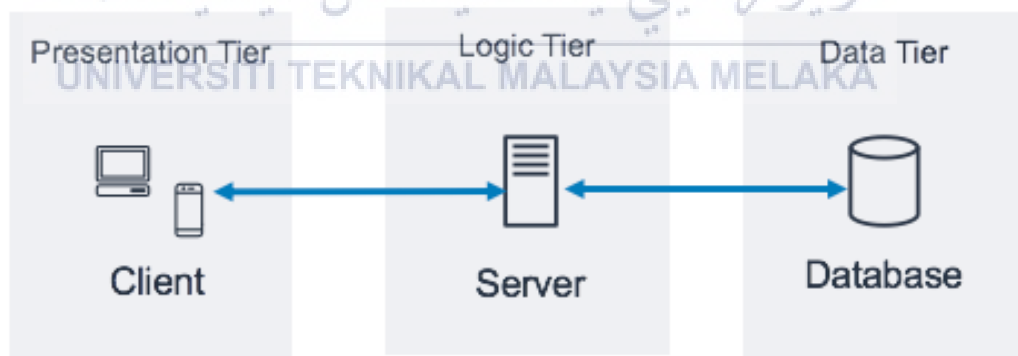 Presentation Tier
Logic Tier
Data Tier
UNIVERSITI TEKNIKAL MALAYSIA MELAKA
Client
Server
Database